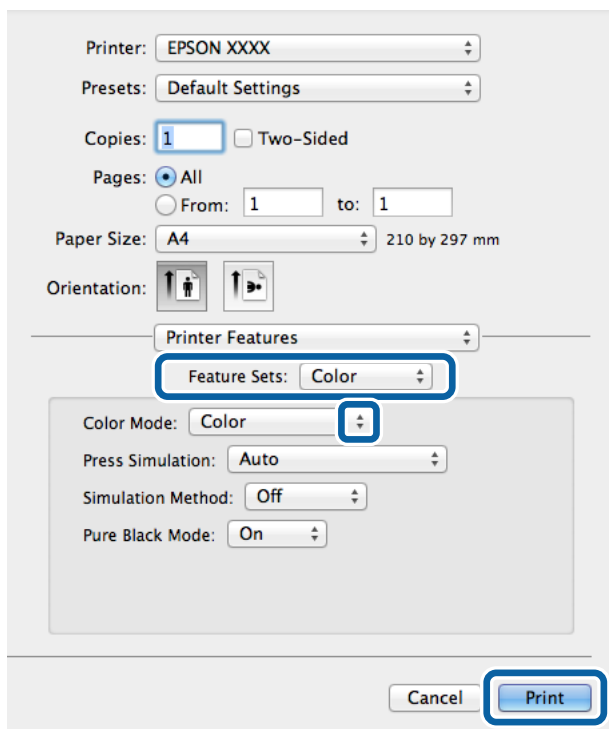 Printer: EPSON XXXX
Presets: Default Settings
Copies: 1 Two-Sided
Pages: All
From: 1 to: 1
Paper Size: A4 210 by 297 mm
Orientation:
Printer Features
Feature Sets: Color
Color Mode: Color
Press Simulation: Auto
Simulation Method: Off
Pure Black Mode: On
Cancel Print